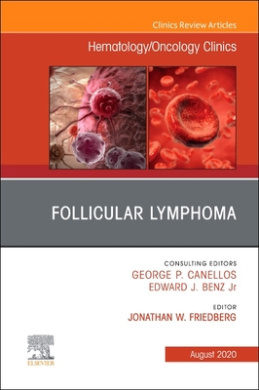 Clinics Review Articles
Hematology/Oncology Clinics
FOLLICULAR LYMPHOMA
CONSULTING EDITORS
GEORGE P. CANELLOS
EDWARD J. BENZ Jr
EDITOR
JONATHAN W. FRIEDBERG
ELSEVIER
August 2020